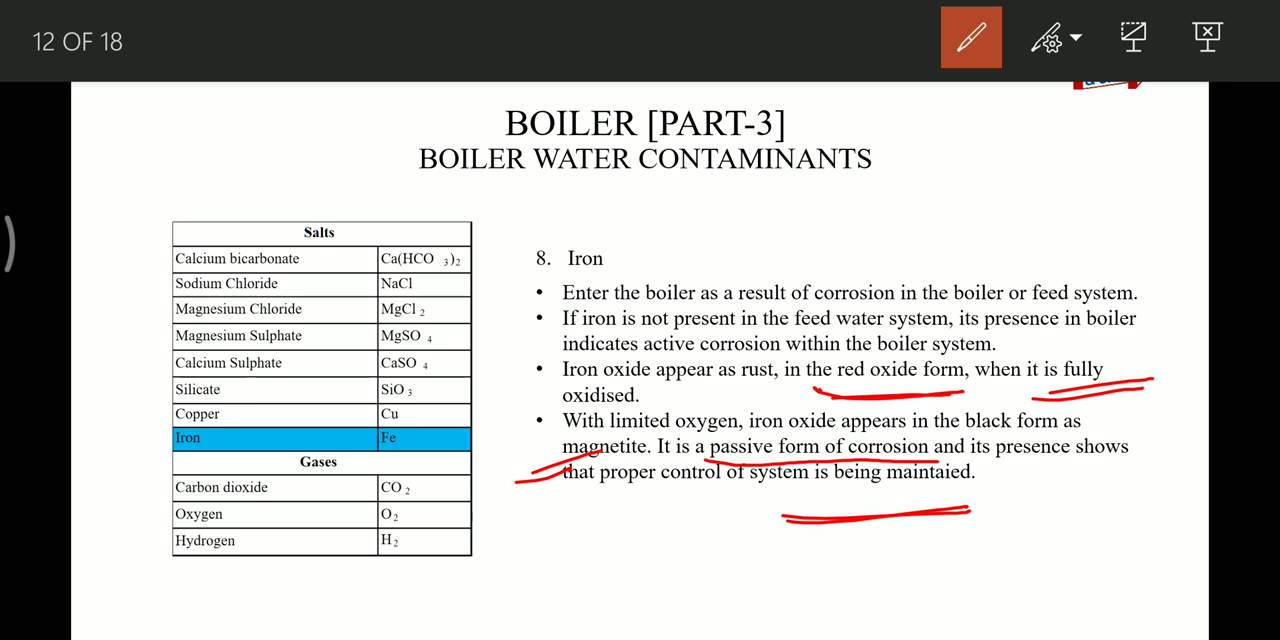 12 OF 18
BOILER [PART-3]
BOILER WATER CONTAMINANTS
Salts
Calcium bicarbonate Ca(HCO 3)2
Sodium Chloride NaCl
Magnesium Chloride MgCl 2
Magnesium Sulphate MgSO 4
Calcium Sulphate CaSO 4
Silicate SiO 3
Copper Cu
Iron Fe
Gases
Carbon dioxide CO 2
Oxygen O 2
Hydrogen H 2
8. Iron
• Enter the boiler as a result of corrosion in the boiler or feed system.
• If iron is not present in the feed water system, its presence in boiler
indicates active corrosion within the boiler system.
• Iron oxide appear as rust, in the red oxide form, when it is fully
oxidised.
• With limited oxygen, iron oxide appears in the black form as
magnetite. It is a passive form of corrosion and its presence shows
that proper control of system is being maintaied.